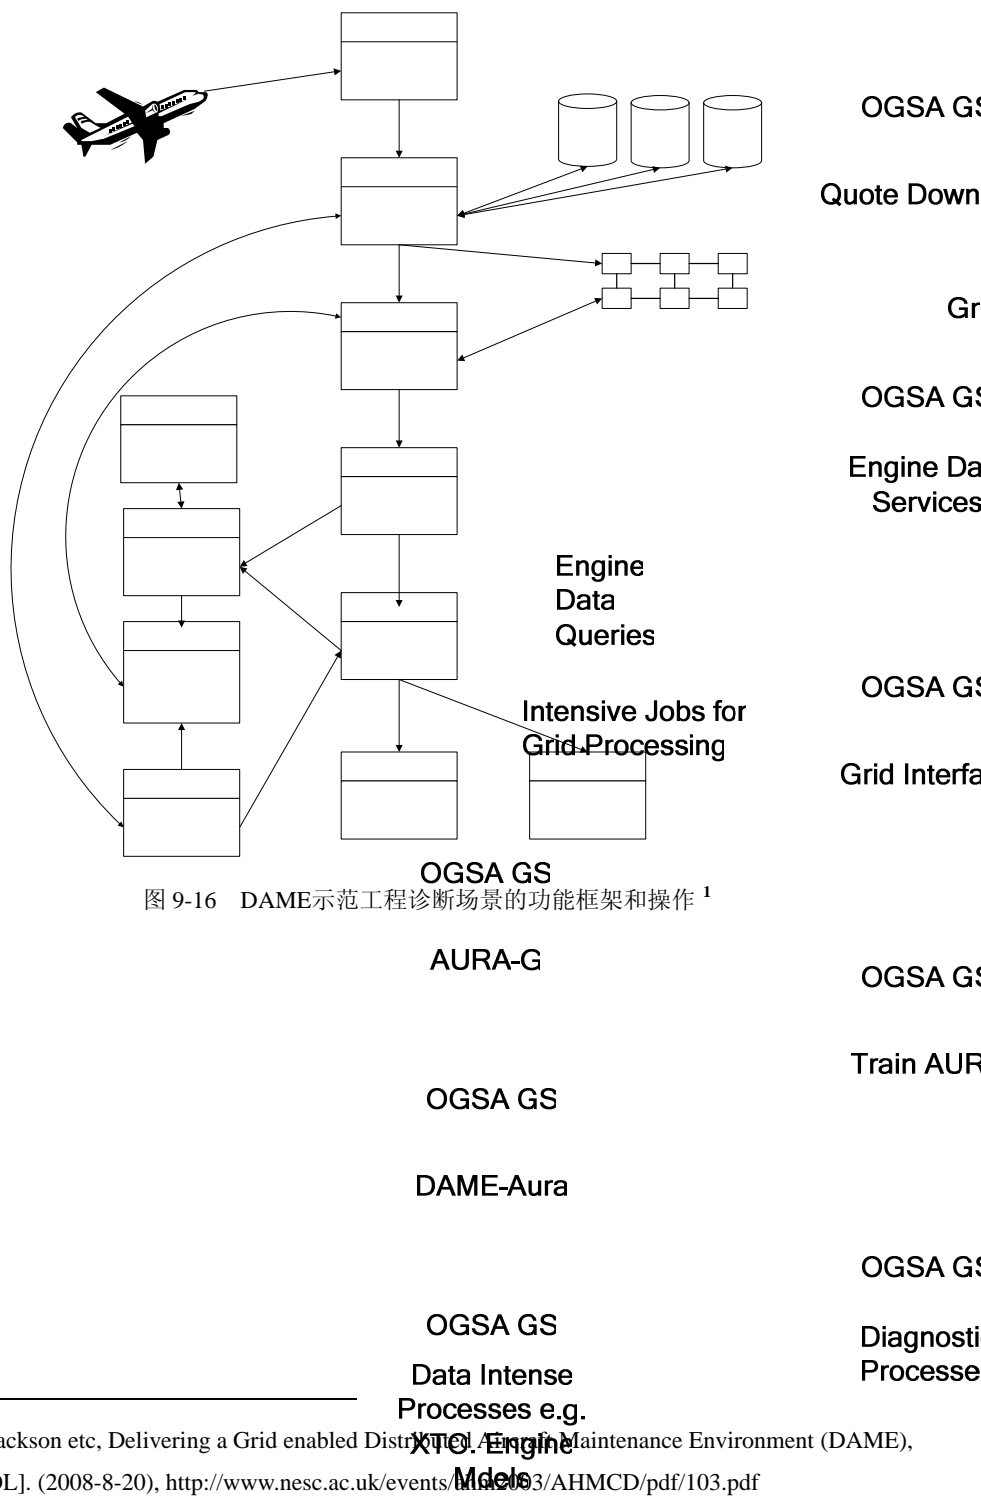 OGSA GS
Quote Down
Gr
OGSA GS
Engine Da
Services
Engine
Data
Queries
OGSA GS
Intensive Jobs for
Grid Processing
Grid Interfa
OGSA GS
图 9-16 DAME示范工程诊断场景的功能框架和操作 1
AURA-G
OGSA GS
Train AUR
OGSA GS
DAME-Aura
OGSA GS
OGSA GS
Diagnosti
Processe
Data Intense
Processes e.g.
XTO. Engine
Mdels
ackson etc, Delivering a Grid enabled Distributed Aircraft Maintenance Environment (DAME),
OL]. (2008-8-20), http://www.nesc.ac.uk/events/ahm2003/AHMCD/pdf/103.pdf